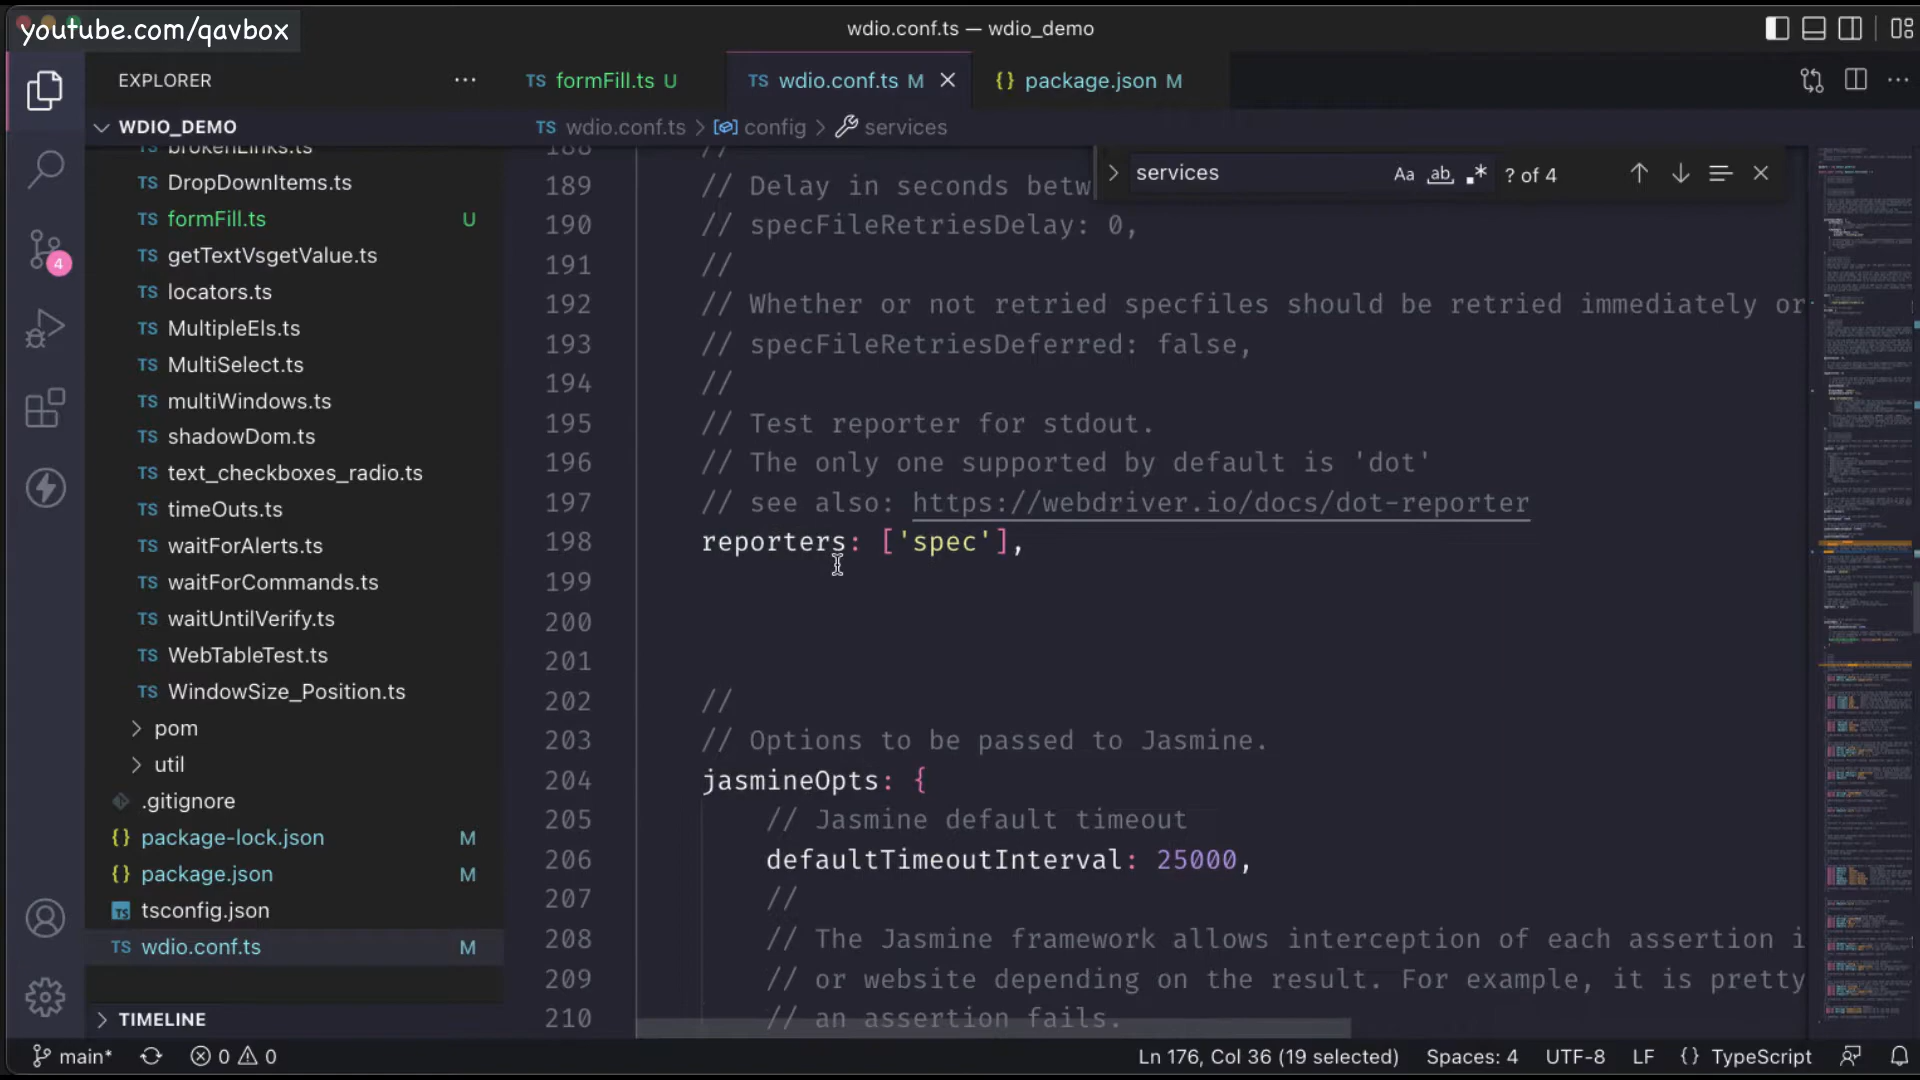 youtube.com/qavbox
wdio.conf.ts — wdio_demo
EXPLORER
TS formFill.ts U
TS wdio.conf.ts M
{} package.json M
WDIO_DEMO
TS wdio.conf.ts > config > services
services
Aa ab .* ? of 4
TS brokenLinks.ts
TS DropDownItems.ts
TS formFill.ts U
TS getTextVsgetValue.ts
TS locators.ts
TS MultipleEls.ts
TS MultiSelect.ts
TS multiWindows.ts
TS shadowDom.ts
TS text_checkboxes_radio.ts
TS timeOuts.ts
TS waitForAlerts.ts
TS waitForCommands.ts
TS waitUntilVerify.ts
TS WebTableTest.ts
TS WindowSize_Position.ts
> pom
> util
.gitignore
{} package-lock.json M
{} package.json M
TS tsconfig.json
TS wdio.conf.ts M
> TIMELINE
4
188 //
189 // Delay in seconds betw
190 // specFileRetriesDelay: 0,
191 //
192 // Whether or not retried specfiles should be retried immediately or
193 // specFileRetriesDeferred: false,
194 //
195 // Test reporter for stdout.
196 // The only one supported by default is 'dot'
197 // see also: https://webdriver.io/docs/dot-reporter
198 reporters: ['spec'],
199
200
201
202 //
203 // Options to be passed to Jasmine.
204 jasmineOpts: {
205 // Jasmine default timeout
206 defaultTimeoutInterval: 25000,
207 //
208 // The Jasmine framework allows interception of each assertion i
209 // or website depending on the result. For example, it is pretty
210 // an assertion fails.
main* 0 0
Ln 176, Col 36 (19 selected) Spaces: 4 UTF-8 LF {} TypeScript